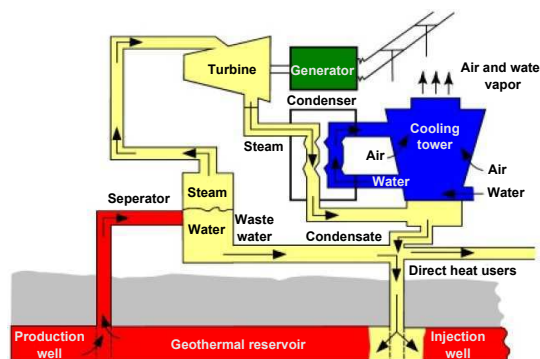 Turbine
Generator
Air and wate
vapor
Condenser
Cooling
tower
Steam
Air
Air
Water
Water
Seperator
Steam
Water
Waste
water
Condensate
Direct heat users
Production
well
Geothermal reservoir
Injection
well